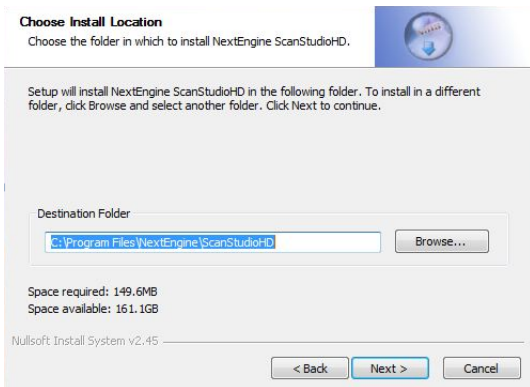 Choose Install Location
Choose the folder in which to install NextEngine ScanStudioHD.
Setup will install NextEngine ScanStudioHD in the following folder. To install in a different
folder, click Browse and select another folder. Click Next to continue.
Destination Folder
C:\Program Files\NextEngine\ScanStudioHD
Browse...
Space required: 149.6MB
Space available: 161.1GB
Nullsoft Install System v2.45
< Back
Next >
Cancel